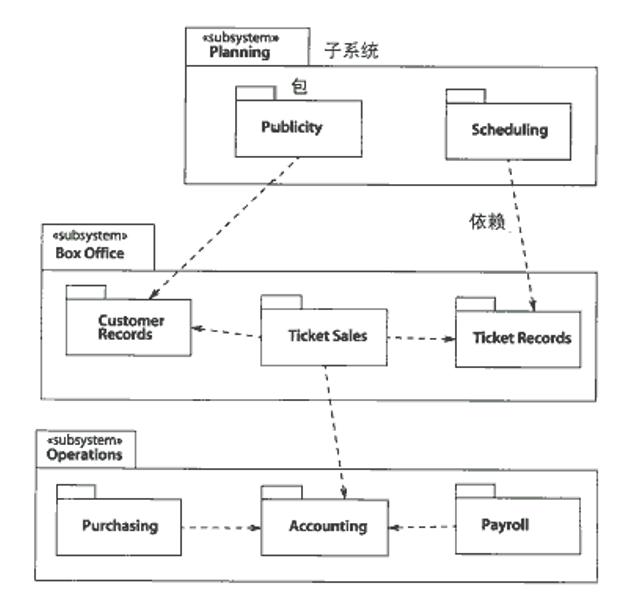 «subsystem»
Planning
子系统
包
Publicity
Scheduling
依赖
«subsystem»
Box Office
Customer
Records
Ticket Sales
Ticket Records
«subsystem»
Operations
Purchasing
Accounting
Payroll